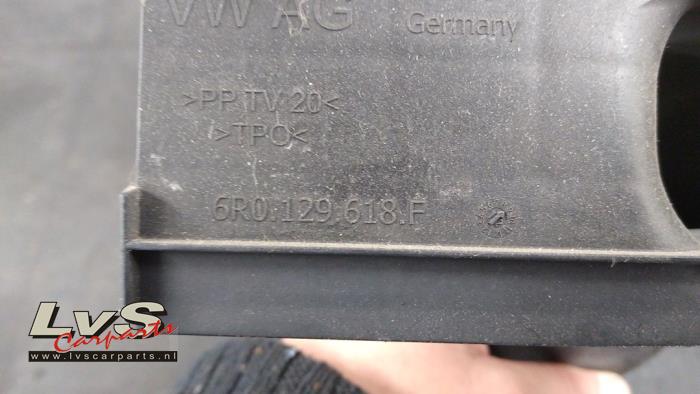 VW AG Germany
>PP TV 20<
>TPO<
6R0.129.618.F
LvS
Carparts
www.lvscarparts.nl